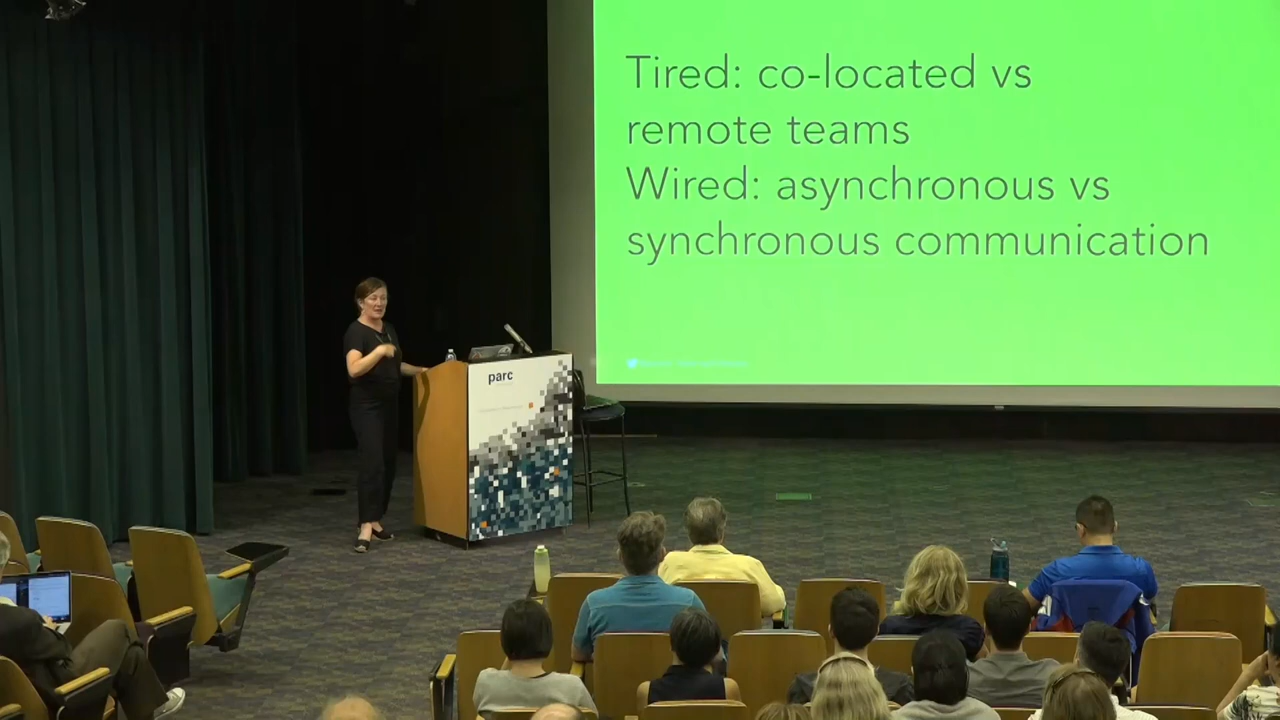 Tired: co-located vs
remote teams
Wired: asynchronous vs
synchronous communication
parc